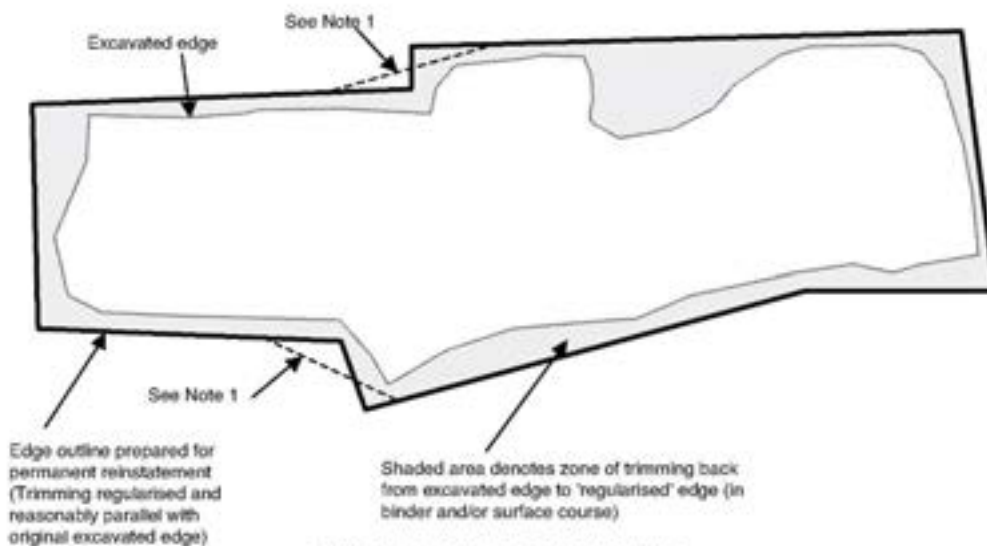 See Note 1
Excavated edge
See Note 1
Edge outline prepared for
permanent reinstatement
(Trimming regularised and
reasonably parallel with
original excavated edge)
Shaded area denotes zone of trimming back
from excavated edge to 'regularised' edge (in
binder and/or surface course)